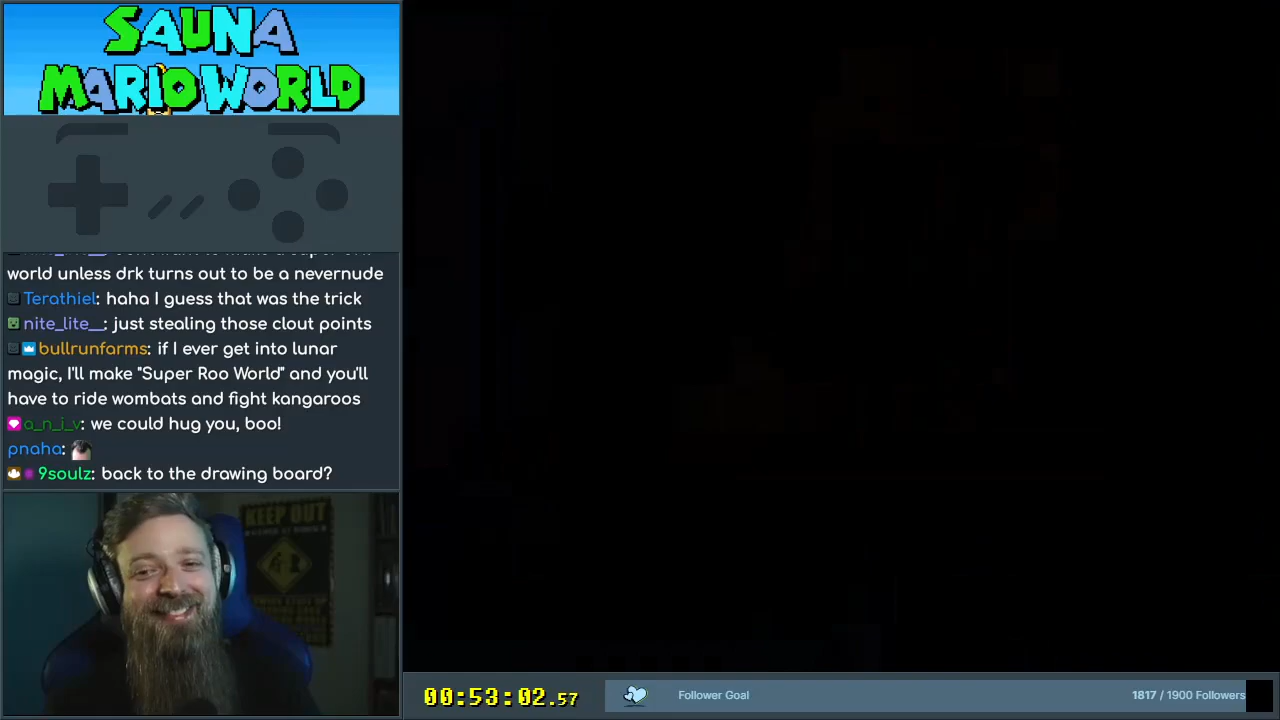 SAUNA
MARIO WORLD
world unless drk turns out to be a nevernude
Terathiel: haha I guess that was the trick
nite_lite__: just stealing those clout points
bullrunfarms: if I ever get into lunar
magic, I'll make "Super Roo World" and you'll
have to ride wombats and fight kangaroos
a_n_i_v: we could hug you, boo!
pnaha:
9soulz: back to the drawing board?
KEEP OUT
00:53:02.57
Follower Goal
1817 / 1900 Followers